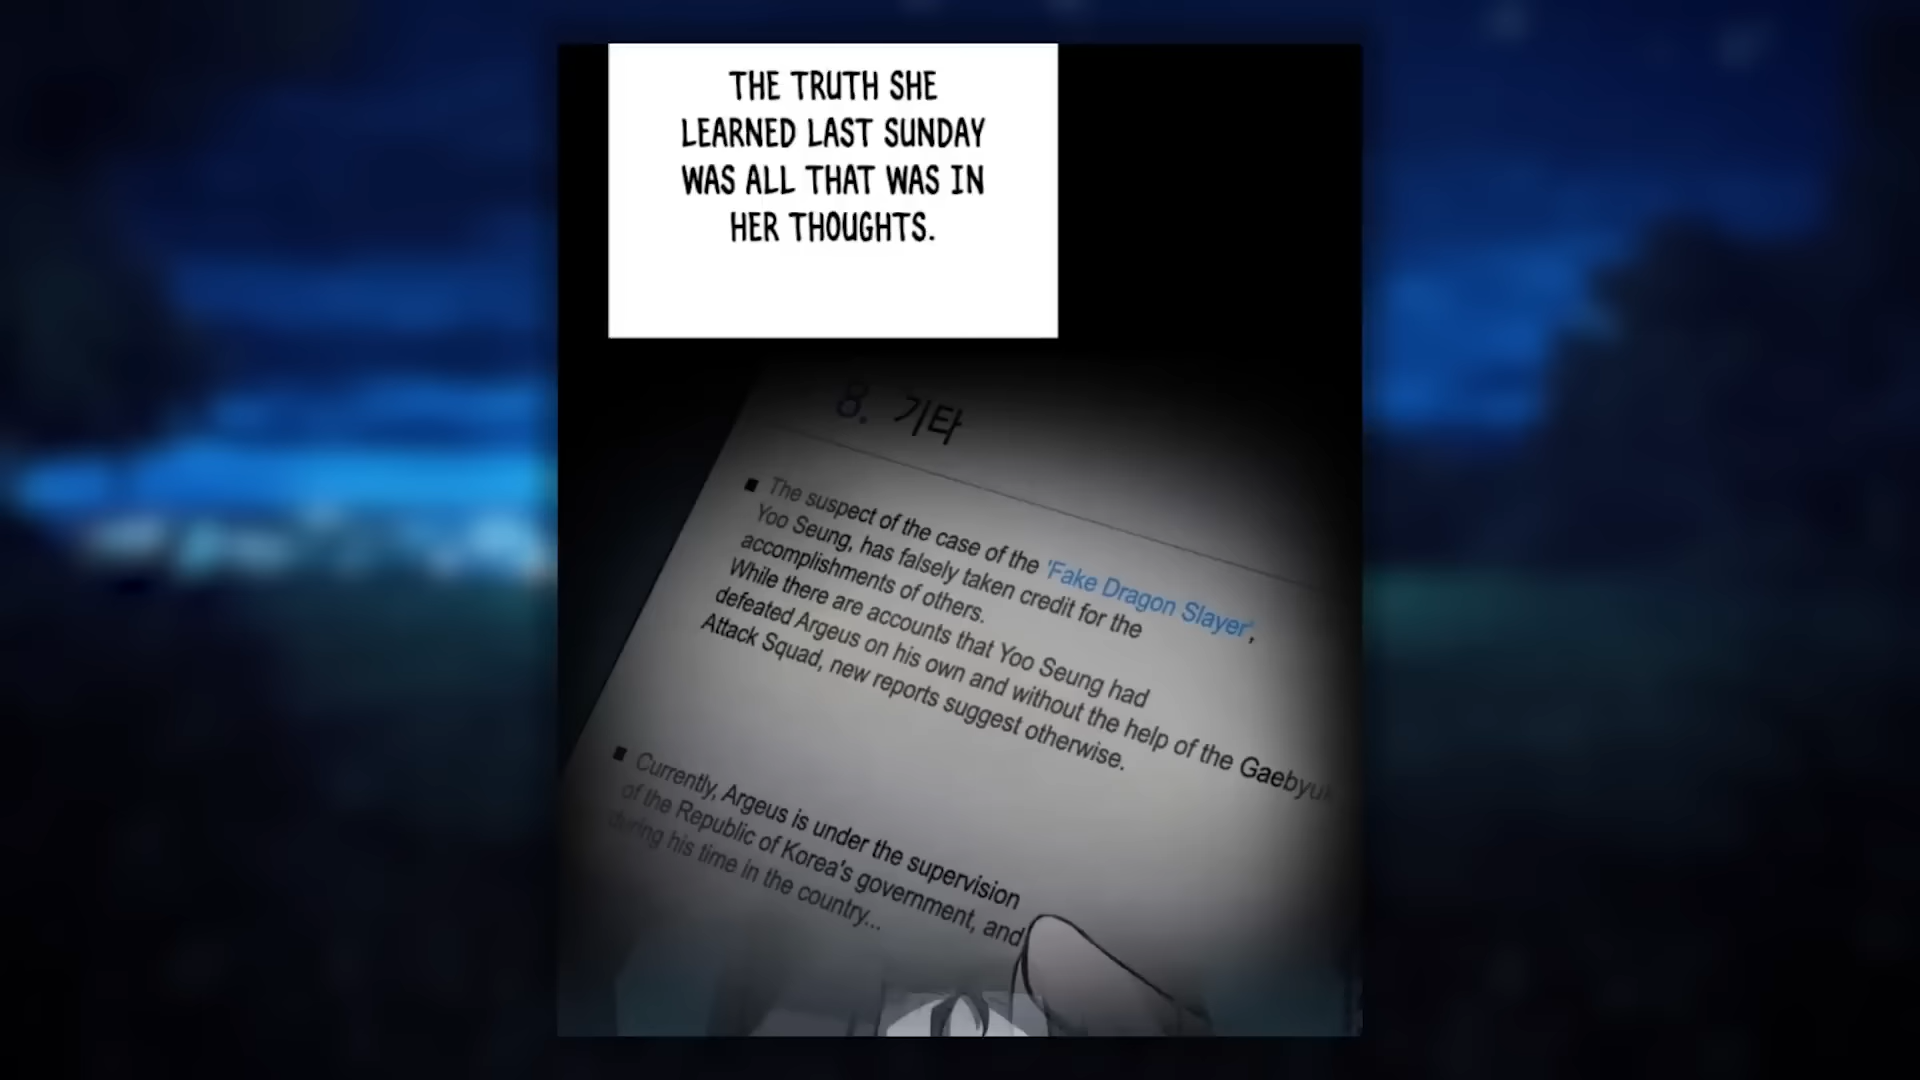 THE TRUTH SHE
LEARNED LAST SUNDAY
WAS ALL THAT WAS IN
HER THOUGHTS.
8. 기타
■ The suspect of the case of the 'Fake Dragon Slayer',
Yoo Seung, has falsely taken credit for the
accomplishments of others.
While there are accounts that Yoo Seung had
defeated Argeus on his own and without the help of the Gaebyuk
Attack Squad, new reports suggest otherwise.
■ Currently, Argeus is under the supervision
of the Republic of Korea's government, and
during his time in the country...